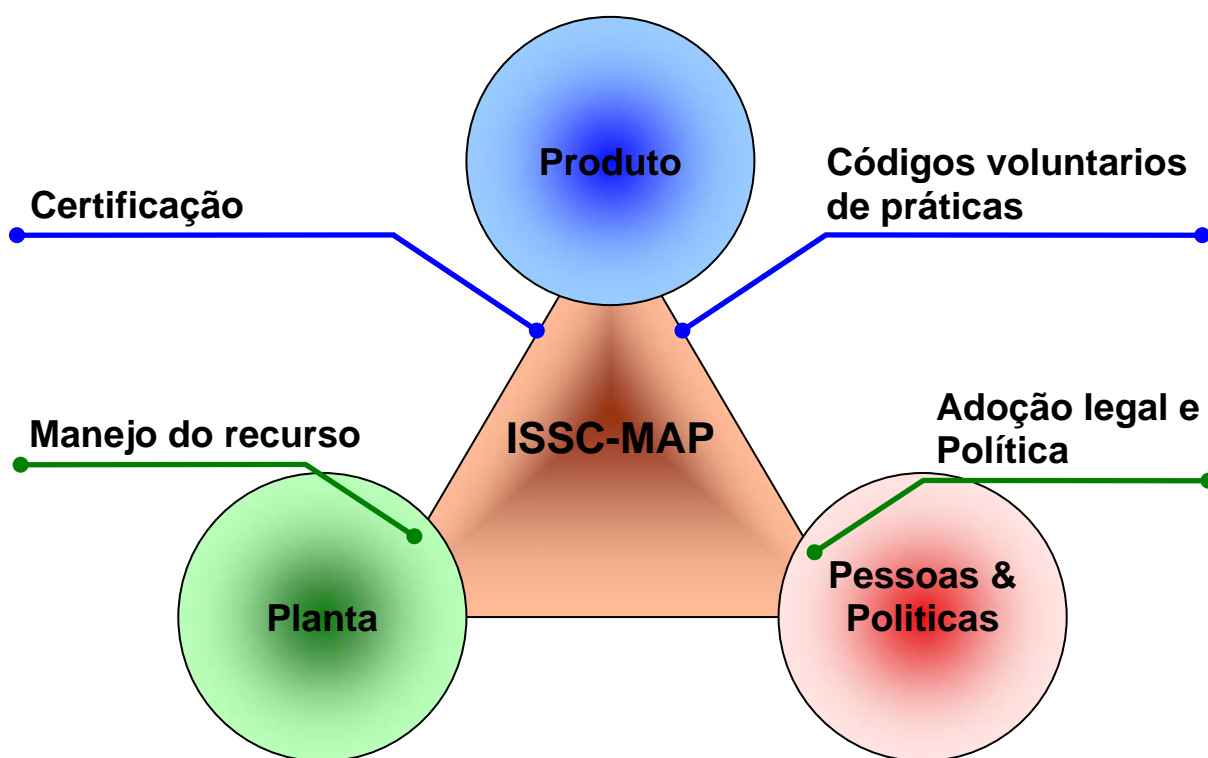 Produto
Códigos voluntarios
de práticas
Certificação
Manejo do recurso
ISSC-MAP
Adoção legal e
Política
Planta
Pessoas &
Politicas